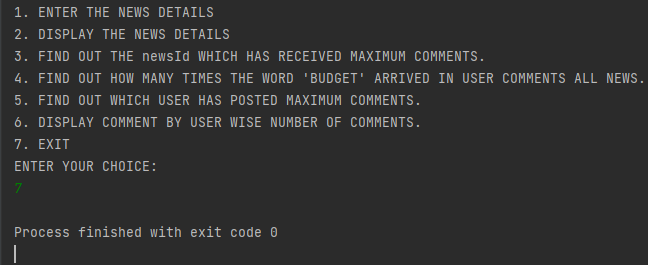 1. ENTER THE NEWS DETAILS
2. DISPLAY THE NEWS DETAILS
3. FIND OUT THE newsId WHICH HAS RECEIVED MAXIMUM COMMENTS.
4. FIND OUT HOW MANY TIMES THE WORD 'BUDGET' ARRIVED IN USER COMMENTS ALL NEWS.
5. FIND OUT WHICH USER HAS POSTED MAXIMUM COMMENTS.
6. DISPLAY COMMENT BY USER WISE NUMBER OF COMMENTS.
7. EXIT
ENTER YOUR CHOICE:
7
Process finished with exit code 0